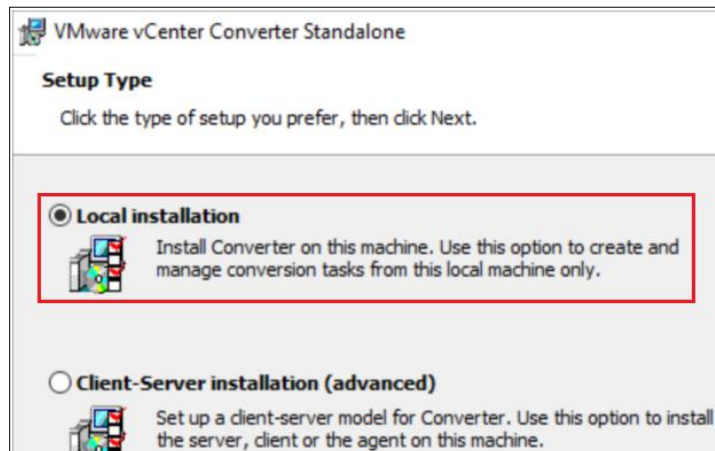 VMware vCenter Converter Standalone
Setup Type
Click the type of setup you prefer, then click Next.
Local installation
Install Converter on this machine. Use this option to create and
manage conversion tasks from this local machine only.
Client-Server installation (advanced)
Set up a client-server model for Converter. Use this option to install
the server, client or the agent on this machine.